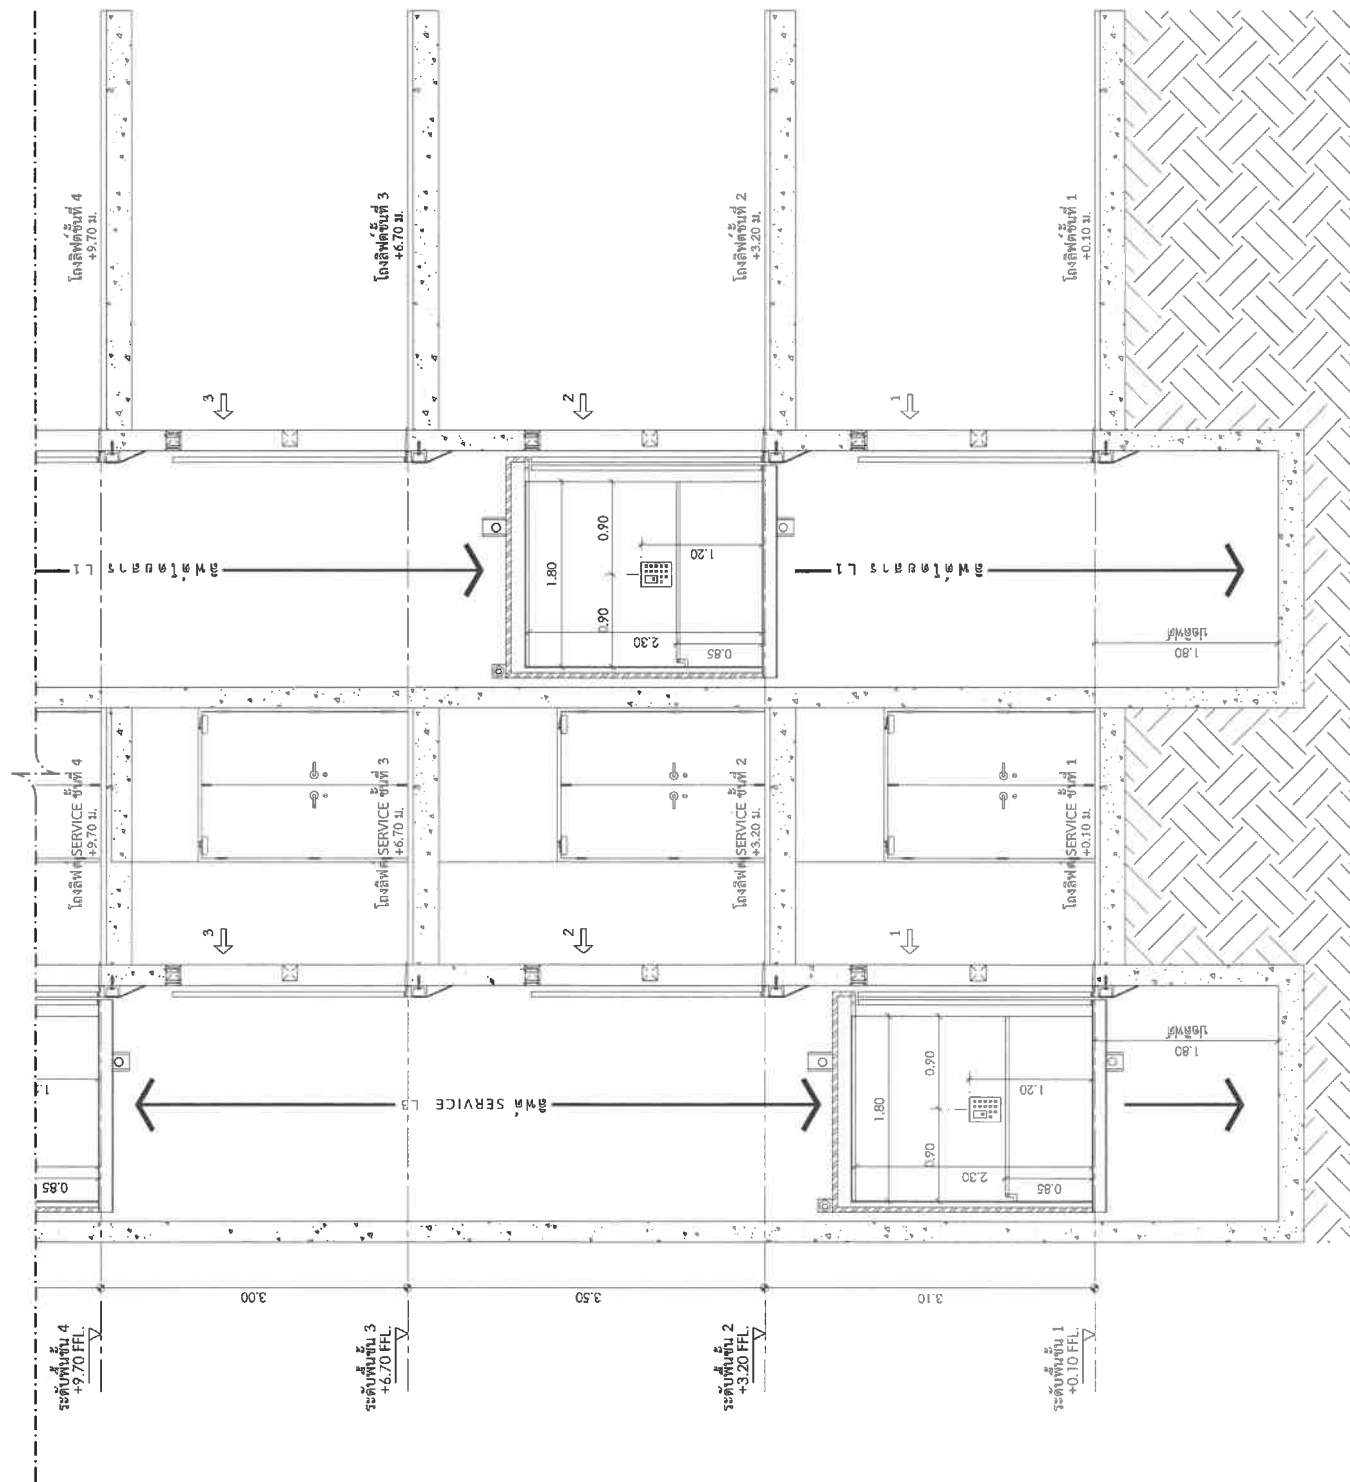 ระดับพื้นชั้น 4
+9.70 FFL.
ระดับพื้นชั้น 3
+6.70 FFL.
ระดับพื้นชั้น 2
+3.20 FFL.
ระดับพื้นชั้น 1
+0.10 FFL.
3.00
3.50
3.10
โถงลิฟต์ SERVICE ชั้นที่ 4
+9.70 ม.
โถงลิฟต์ SERVICE ชั้นที่ 3
+6.70 ม.
โถงลิฟต์ SERVICE ชั้นที่ 2
+3.20 ม.
โถงลิฟต์ SERVICE ชั้นที่ 1
+0.10 ม.
โถงลิฟต์ชั้นที่ 4
+9.70 ม.
โถงลิฟต์ชั้นที่ 3
+6.70 ม.
โถงลิฟต์ชั้นที่ 2
+3.20 ม.
โถงลิฟต์ชั้นที่ 1
+0.10 ม.
3
2
1
3
2
1
ลิฟต์ SERVICE L3
ลิฟต์โดยสาร L1
ลิฟต์โดยสาร L1
1.80
0.90
0.90
1.20
2.30
0.85
1.80
0.90
0.90
1.20
2.30
0.85
0.85
บ่อลิฟต์
1.80
บ่อลิฟต์
1.80